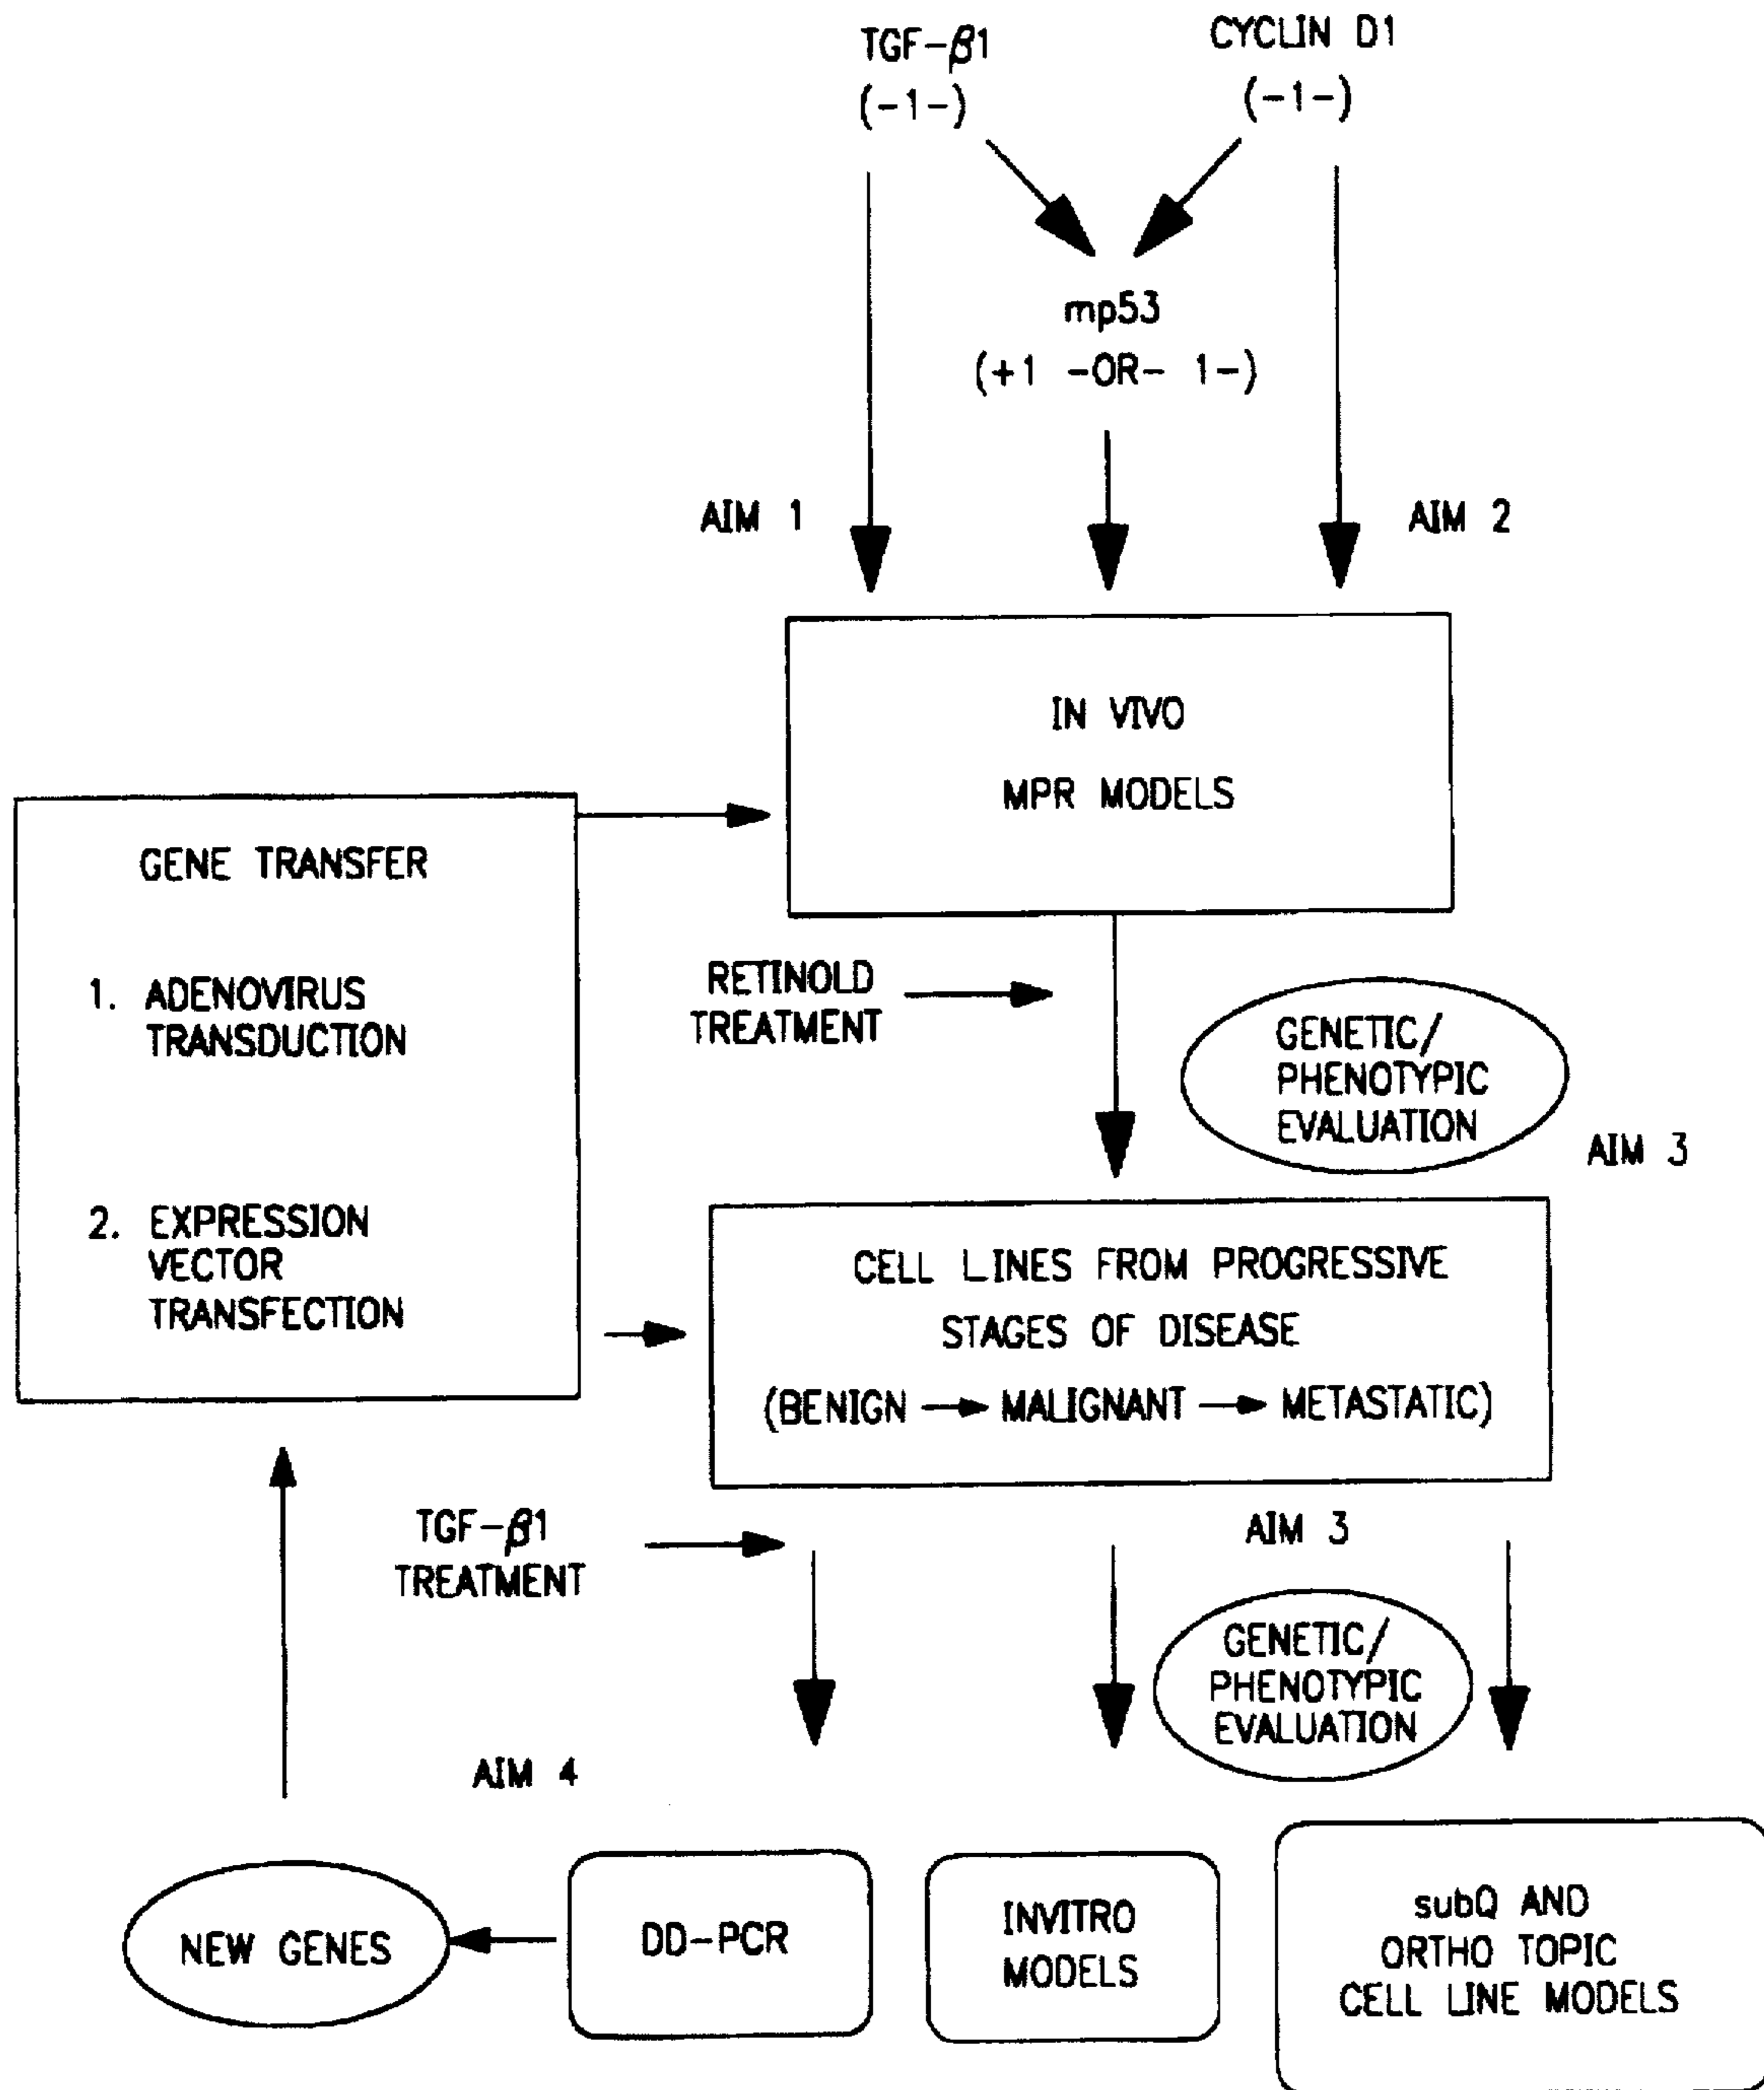 TGF-β1
(-1-)
CYCLIN D1
(-1-)
mp53
(+1 -OR- 1-)
AIM 1
AIM 2
IN VIVO
MPR MODELS
GENE TRANSFER
1. ADENOVIRUS
TRANSDUCTION
2. EXPRESSION
VECTOR
TRANSFECTION
RETINOLD
TREATMENT
GENETIC/
PHENOTYPIC
EVALUATION
AIM 3
CELL LINES FROM PROGRESSIVE
STAGES OF DISEASE
(BENIGN → MALIGNANT → METASTATIC)
TGF-β1
TREATMENT
AIM 3
GENETIC/
PHENOTYPIC
EVALUATION
AIM 4
NEW GENES
DD-PCR
INVITRO
MODELS
subQ AND
ORTHO TOPIC
CELL LINE MODELS